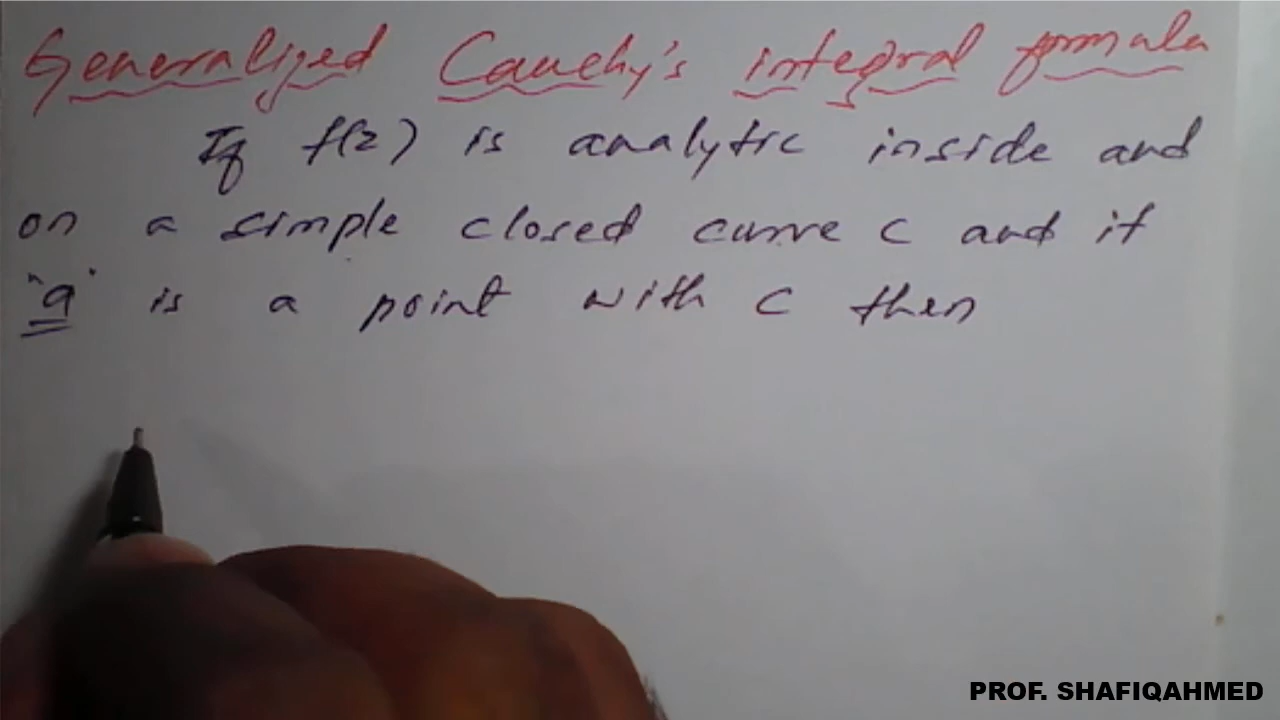 Generalized Cauchy's integral formula
If f(z) is analytic inside and
on a simple closed curve C and if
"a" is a point with C then
PROF. SHAFIQAHMED